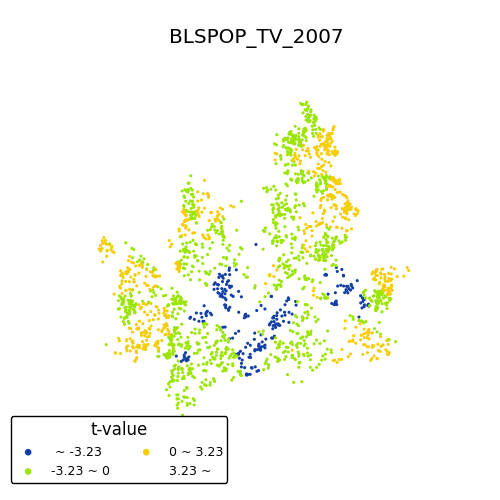 BLSPOP_TV_2007
t-value
~ -3.23
0 ~ 3.23
-3.23 ~ 0
3.23 ~